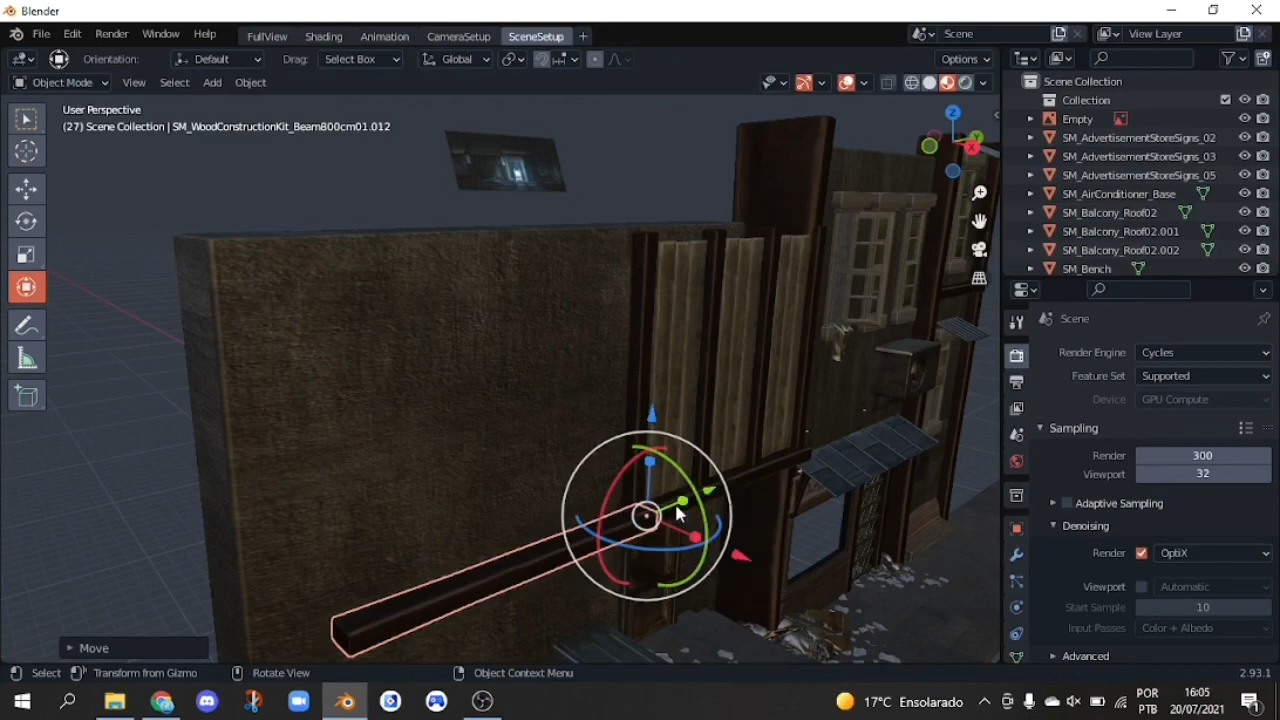 Blender
File Edit Render Window Help FullView Shading Animation CameraSetup SceneSetup + Scene View Layer
Orientation: Default Drag: Select Box Global Options
Object Mode View Select Add Object
User Perspective
(27) Scene Collection | SM_WoodConstructionKit_Beam800cm01.012
Z
Y
X
Move
Scene Collection
Collection
Empty
SM_AdvertisementStoreSigns_02
SM_AdvertisementStoreSigns_03
SM_AdvertisementStoreSigns_05
SM_AirConditioner_Base
SM_Balcony_Roof02
SM_Balcony_Roof02.001
SM_Balcony_Roof02.002
SM_Bench
Scene
Render Engine Cycles
Feature Set Supported
Device GPU Compute
Sampling
Render 300
Viewport 32
Adaptive Sampling
Denoising
Render OptiX
Viewport Automatic
Start Sample 10
Input Passes Color + Albedo
Advanced
Select Transform from Gizmo Rotate View Object Context Menu 2.93.1
17°C Ensolarado POR 16:05
PTB 20/07/2021 1